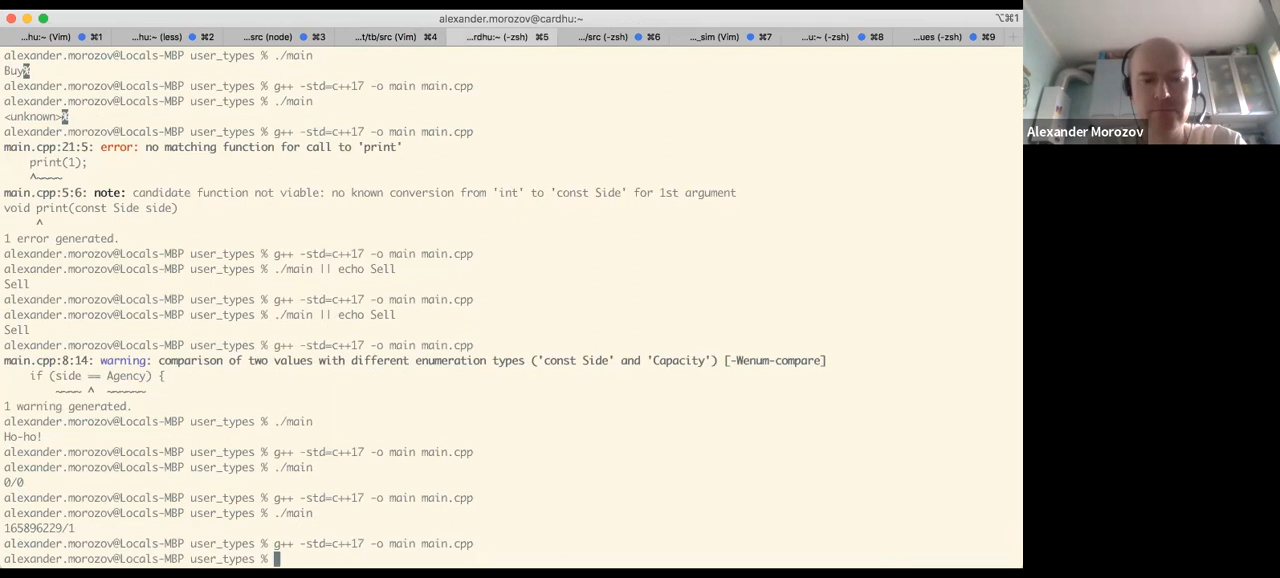 alexander.morozov@cardhu:~
⌥⌘1
...hu:~ (Vim) ⌘1
...hu:~ (less) ⌘2
...src (node) ⌘3
...t/tb/src (Vim) ⌘4
...rdhu:~ (-zsh) ⌘5
.../src/ (-zsh) ⌘6
..._sim (Vim) ⌘7
...u:~ (-zsh) ⌘8
...ues (-zsh) ⌘9
alexander.morozov@Locals-MBP user_types % ./main
Buy%
alexander.morozov@Locals-MBP user_types % g++ -std=c++17 -o main main.cpp
alexander.morozov@Locals-MBP user_types % ./main
<unknown>%
alexander.morozov@Locals-MBP user_types % g++ -std=c++17 -o main main.cpp
main.cpp:21:5: error: no matching function for call to 'print'
    print(1);
    ^~~~~
main.cpp:5:6: note: candidate function not viable: no known conversion from 'int' to 'const Side' for 1st argument
void print(const Side side)
     ^
1 error generated.
alexander.morozov@Locals-MBP user_types % g++ -std=c++17 -o main main.cpp
alexander.morozov@Locals-MBP user_types % ./main || echo Sell
Sell
alexander.morozov@Locals-MBP user_types % g++ -std=c++17 -o main main.cpp
alexander.morozov@Locals-MBP user_types % ./main || echo Sell
Sell
alexander.morozov@Locals-MBP user_types % g++ -std=c++17 -o main main.cpp
main.cpp:8:14: warning: comparison of two values with different enumeration types ('const Side' and 'Capacity') [-Wenum-compare]
    if (side == Agency) {
        ~~~~ ^  ~~~~~~
1 warning generated.
alexander.morozov@Locals-MBP user_types % ./main
Ho-ho!
alexander.morozov@Locals-MBP user_types % g++ -std=c++17 -o main main.cpp
alexander.morozov@Locals-MBP user_types % ./main
0/0
alexander.morozov@Locals-MBP user_types % g++ -std=c++17 -o main main.cpp
alexander.morozov@Locals-MBP user_types % ./main
165896229/1
alexander.morozov@Locals-MBP user_types % g++ -std=c++17 -o main main.cpp
alexander.morozov@Locals-MBP user_types %
Alexander Morozov